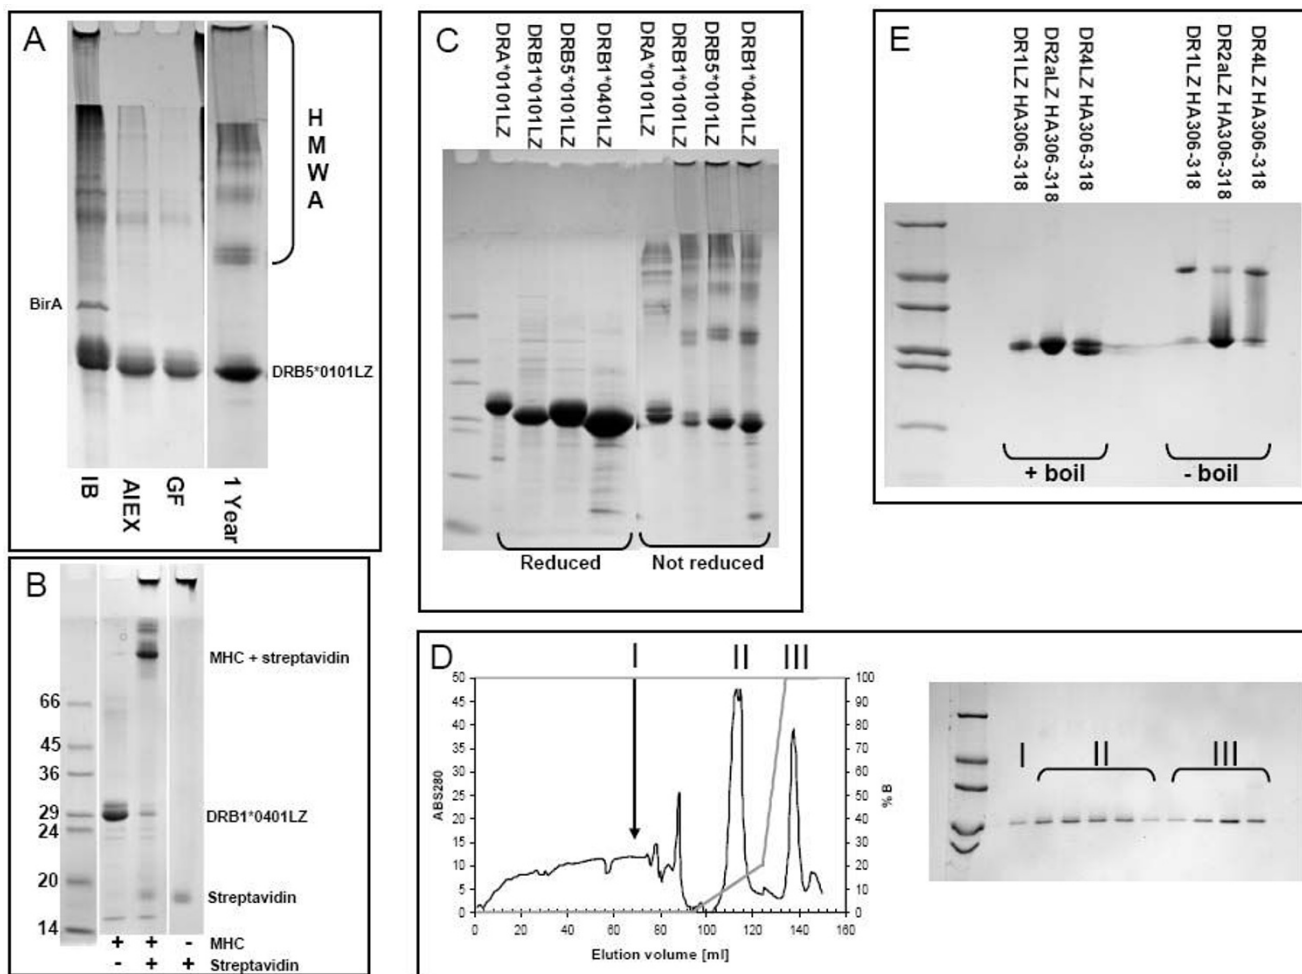 A
H
M
W
A
BirA
DRB5*0101LZ
IB
AIEX
GF
1 Year
B
66
45
36
29
24
20
14
MHC + streptavidin
DRB1*0401LZ
Streptavidin
+ + - MHC
- + + Streptavidin
C
DRA*0101LZ
DRB1*0101LZ
DRB5*0101LZ
DRB1*0401LZ
DRA*0101LZ
DRB1*0101LZ
DRB5*0101LZ
DRB1*0401LZ
Reduced
Not reduced
D
I II III
50
45
40
35
30
25
20
15
10
5
0
ABS280
100
90
80
70
60
50
40
30
20
10
0
%B
0 20 40 60 80 100 120 140 160
Elution volume [ml]
I II III
E
DR1LZ HA306-318
DR2aLZ HA306-318
DR4LZ HA306-318
DR1LZ HA306-318
DR2aLZ HA306-318
DR4LZ HA306-318
+ boil
- boil